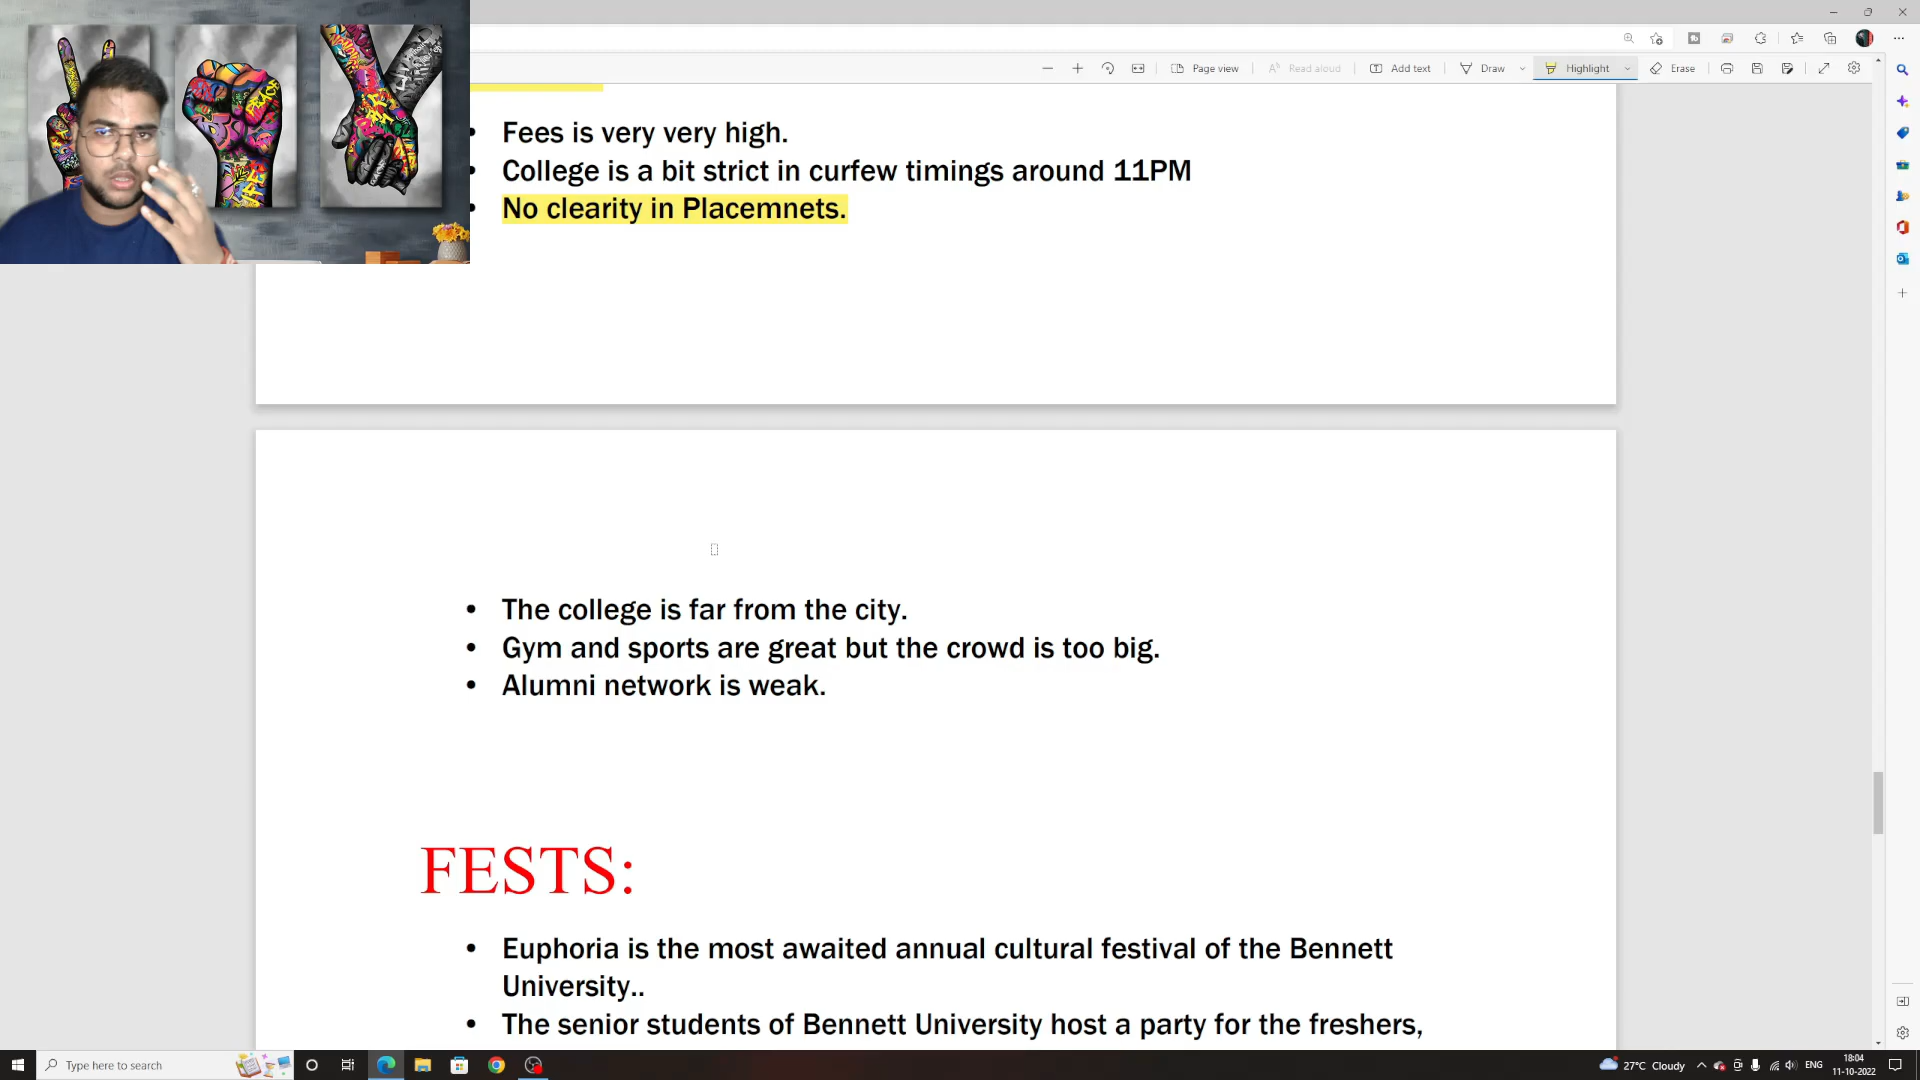 Page view
Read aloud
Add text
Draw
Highlight
Erase
• Fees is very very high.
• College is a bit strict in curfew timings around 11PM
• No clearity in Placemnets.
• The college is far from the city.
• Gym and sports are great but the crowd is too big.
• Alumni network is weak.
FESTS:
• Euphoria is the most awaited annual cultural festival of the Bennett
University..
• The senior students of Bennett University host a party for the freshers,
Type here to search
27°C Cloudy
ENG
18:04
11-10-2022